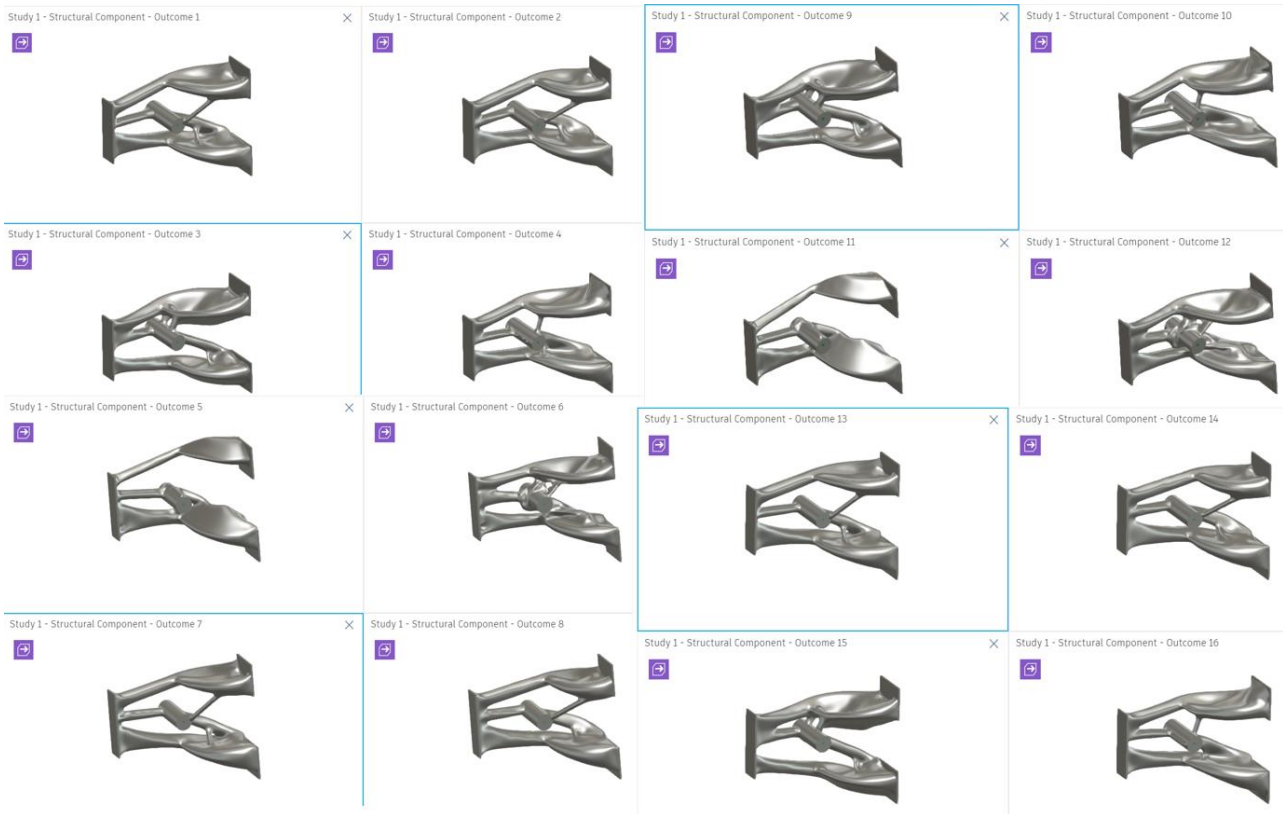 Study 1 - Structural Component - Outcome 1
Study 1 - Structural Component - Outcome 2
Study 1 - Structural Component - Outcome 9
Study 1 - Structural Component - Outcome 10
Study 1 - Structural Component - Outcome 3
Study 1 - Structural Component - Outcome 4
Study 1 - Structural Component - Outcome 11
Study 1 - Structural Component - Outcome 12
Study 1 - Structural Component - Outcome 5
Study 1 - Structural Component - Outcome 6
Study 1 - Structural Component - Outcome 13
Study 1 - Structural Component - Outcome 14
Study 1 - Structural Component - Outcome 7
Study 1 - Structural Component - Outcome 8
Study 1 - Structural Component - Outcome 15
Study 1 - Structural Component - Outcome 16